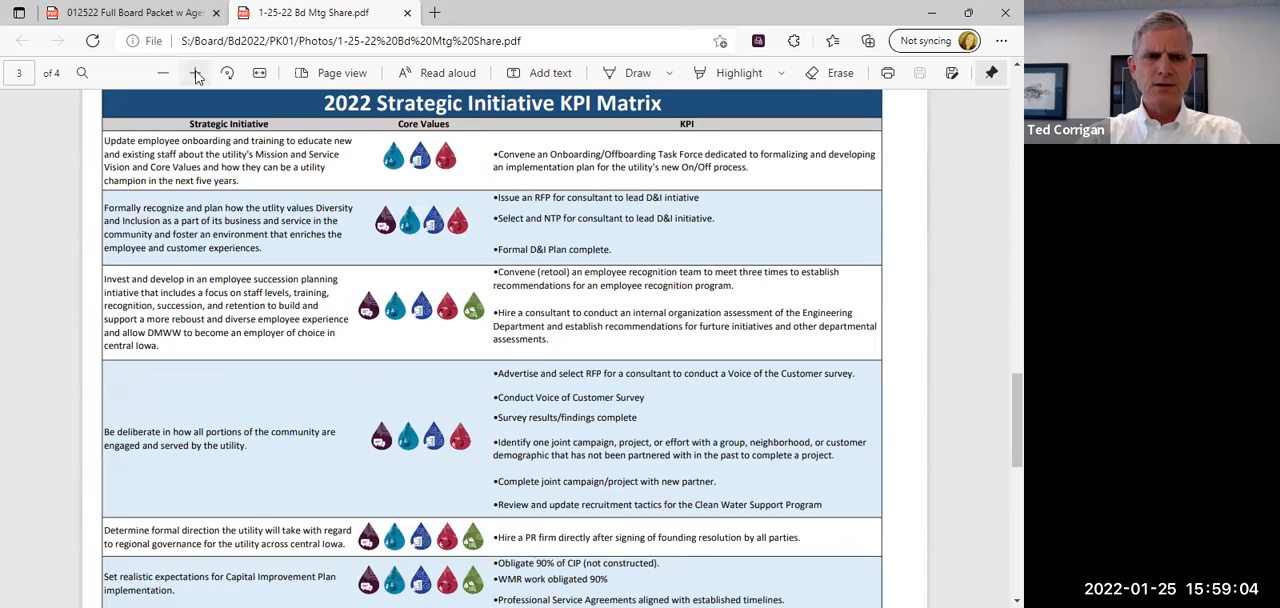 012522 Full Board Packet w Age
1-25-22 Bd Mtg Share.pdf
File
S:/Board/Bd2022/PK01/Photos/1-25-22%20Bd%20Mtg%20Share.pdf
Not syncing
3 of 4
Page view
Read aloud
Add text
Draw
Highlight
Erase
Ted Corrigan
2022 Strategic Initiative KPI Matrix
Strategic Initiative Core Values KPI
Update employee onboarding and training to educate new
and existing staff about the utility's Mission and Service
Vision and Core Values and how they can be a utility
champion in the next five years.
•Convene an Onboarding/Offboarding Task Force dedicated to formalizing and developing
an implementation plan for the utility's new On/Off process.
Formally recognize and plan how the utlity values Diversity
and Inclusion as a part of its business and service in the
community and foster an environment that enriches the
employee and customer experiences.
•Issue an RFP for consultant to lead D&I intiative
•Select and NTP for consultant to lead D&I initiative.
•Formal D&I Plan complete.
Invest and develop in an employee succession planning
intiative that includes a focus on staff levels, training,
recognition, succession, and retention to build and
support a more reboust and diverse employee experience
and allow DMWW to become an employer of choice in
central Iowa.
•Convene (retool) an employee recognition team to meet three times to establish
recommendations for an employee recognition program.
•Hire a consultant to conduct an internal organization assessment of the Engineering
Department and establish recommendations for furture initiatives and other departmental
assessments.
Be deliberate in how all portions of the community are
engaged and served by the utility.
•Advertise and select RFP for a consultant to conduct a Voice of the Customer survey.
•Conduct Voice of Customer Survey
•Survey results/findings complete
•Identify one joint campaign, project, or effort with a group, neighborhood, or customer
demographic that has not been partnered with in the past to complete a project.
•Complete joint campaign/project with new partner.
•Review and update recruitment tactics for the Clean Water Support Program
Determine formal direction the utility will take with regard
to regional governance for the utility across central Iowa.
•Hire a PR firm directly after signing of founding resolution by all parties.
Set realistic expectations for Capital Improvement Plan
implementation.
•Obligate 90% of CIP (not constructed).
•WMR work obligated 90%
•Professional Service Agreements aligned with established timelines.
2022-01-25 15:59:04